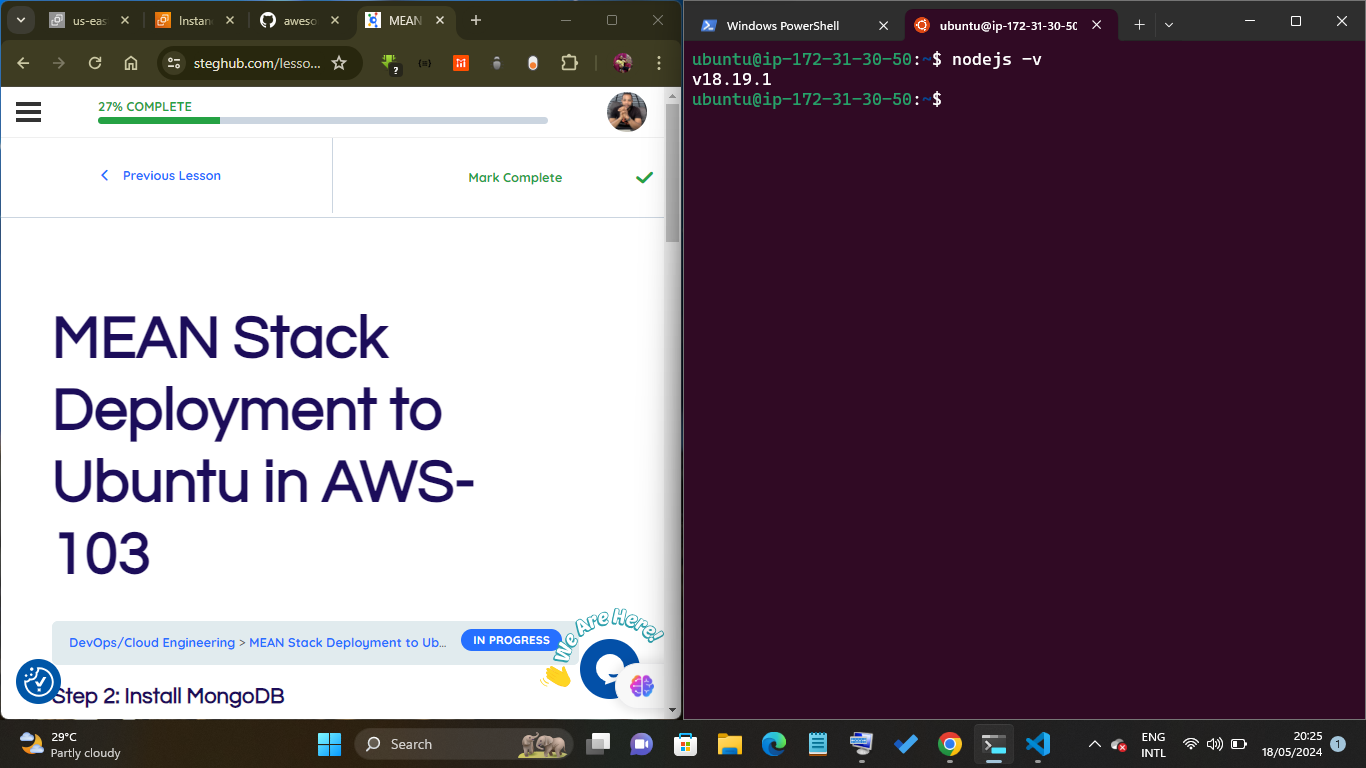 us-eas
Instanc
aweso
MEAN
steghub.com/lesso...
27% COMPLETE
Previous Lesson
Mark Complete
MEAN Stack
Deployment to
Ubuntu in AWS-
103
DevOps/Cloud Engineering > MEAN Stack Deployment to Ub...
IN PROGRESS
We Are Here!
Step 2: Install MongoDB
Windows PowerShell
ubuntu@ip-172-31-30-50
ubuntu@ip-172-31-30-50:~$ nodejs -v
v18.19.1
ubuntu@ip-172-31-30-50:~$
29°C
Partly cloudy
Search
ENG
INTL
20:25
18/05/2024
1